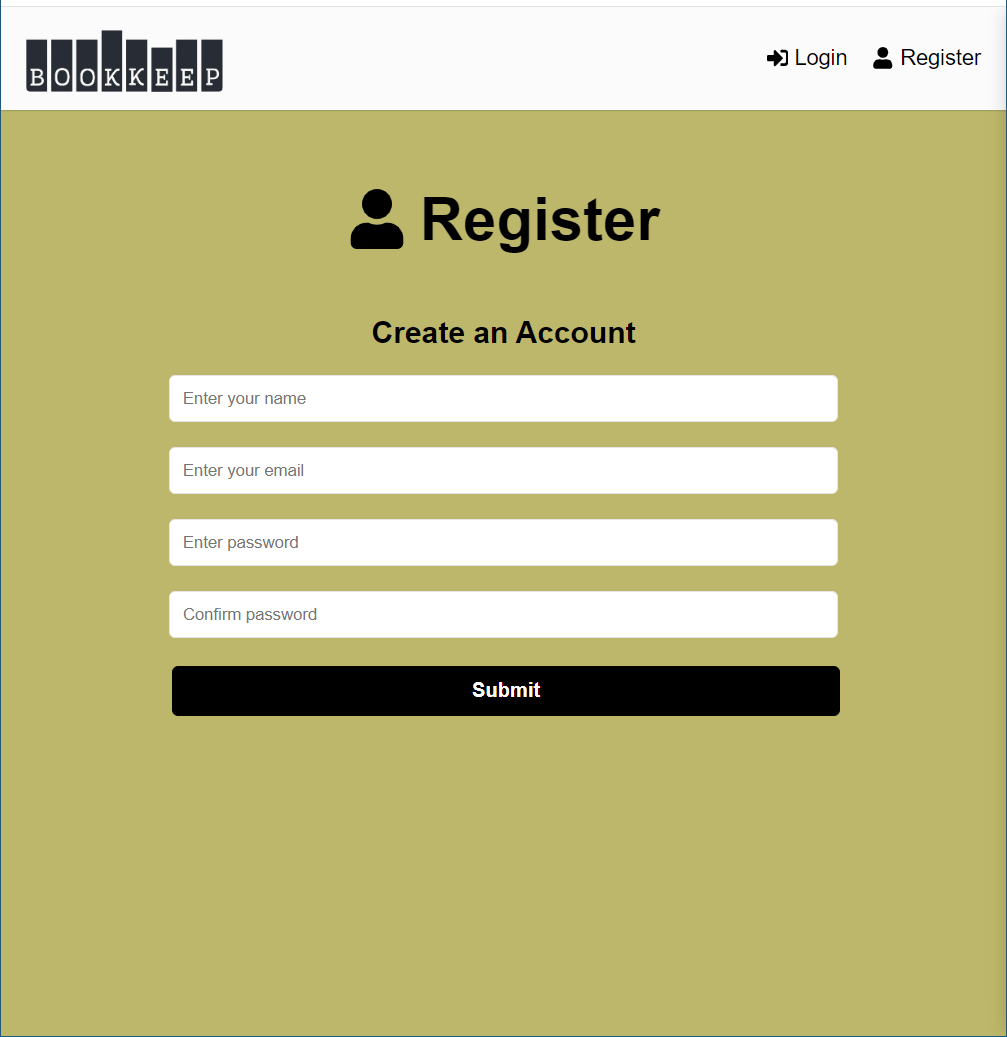 BOOKKEEP
Login Register
Register
Create an Account
Enter your name
Enter your email
Enter password
Confirm password
Submit